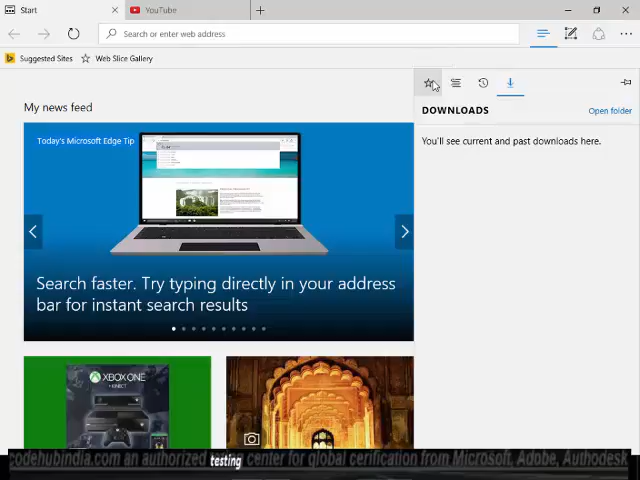 Start
YouTube
Search or enter web address
Suggested Sites
Web Slice Gallery
DOWNLOADS
Open folder
You'll see current and past downloads here.
My news feed
Today's Microsoft Edge Tip
Search faster. Try typing directly in your address
bar for instant search results
XBOX ONE
+ KINECT
codehubindia.com an authorized testing center for global cerification from Microsoft, Adobe, Authodesk